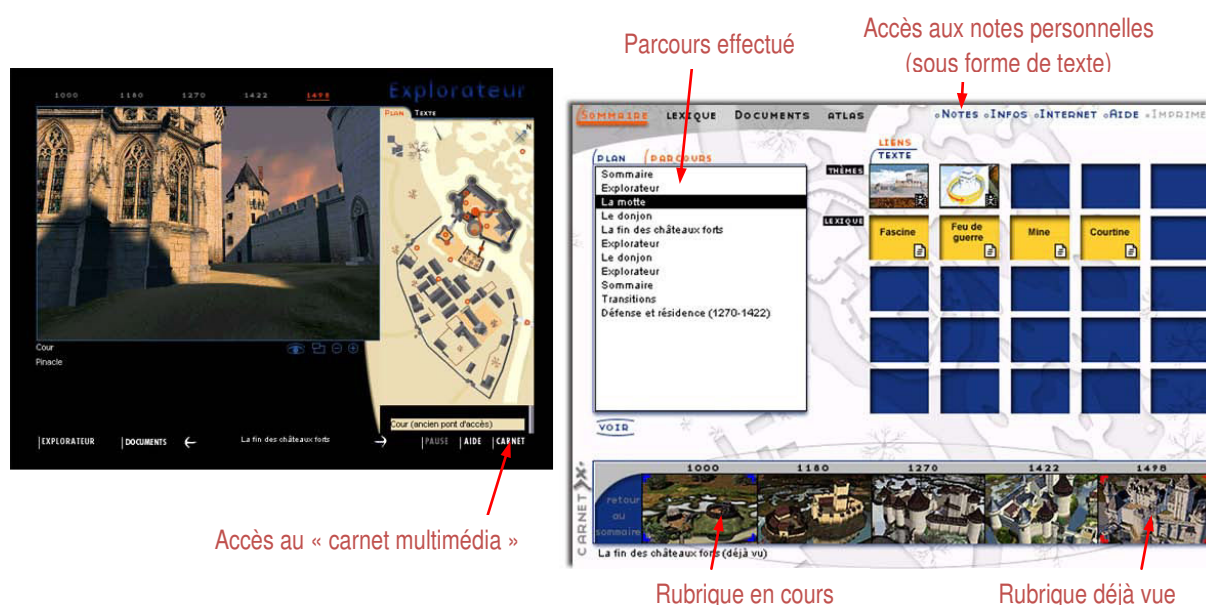 Parcours effectué
Accès aux notes personnelles
(sous forme de texte)
1000 1180 1270 1422 1498
Explorateur
PLAN TEXTE
N
Cour
Pinacle
Cour (ancien pont d'accès)
EXPLORATEUR DOCUMENTS La fin des châteaux forts PAUSE AIDE CARNET
Accès au « carnet multimédia »
SOMMAIRE LEXIQUE DOCUMENTS ATLAS NOTES INFOS INTERNET AIDE IMPRIME
PLAN PARCOURS
Sommaire
Explorateur
La motte
Le donjon
La fin des châteaux forts
Explorateur
Le donjon
Explorateur
Sommaire
Transitions
Défense et résidence (1270-1422)
VOIR
LIENS
TEXTE
THÈMES
LEXIQUE
Fascine
Feu de
guerre
Mine
Courtine
CARNET
1000 1180 1270 1422 1498
retour
au
sommaire
La fin des châteaux forts (déjà vu)
Rubrique en cours
Rubrique déjà vue